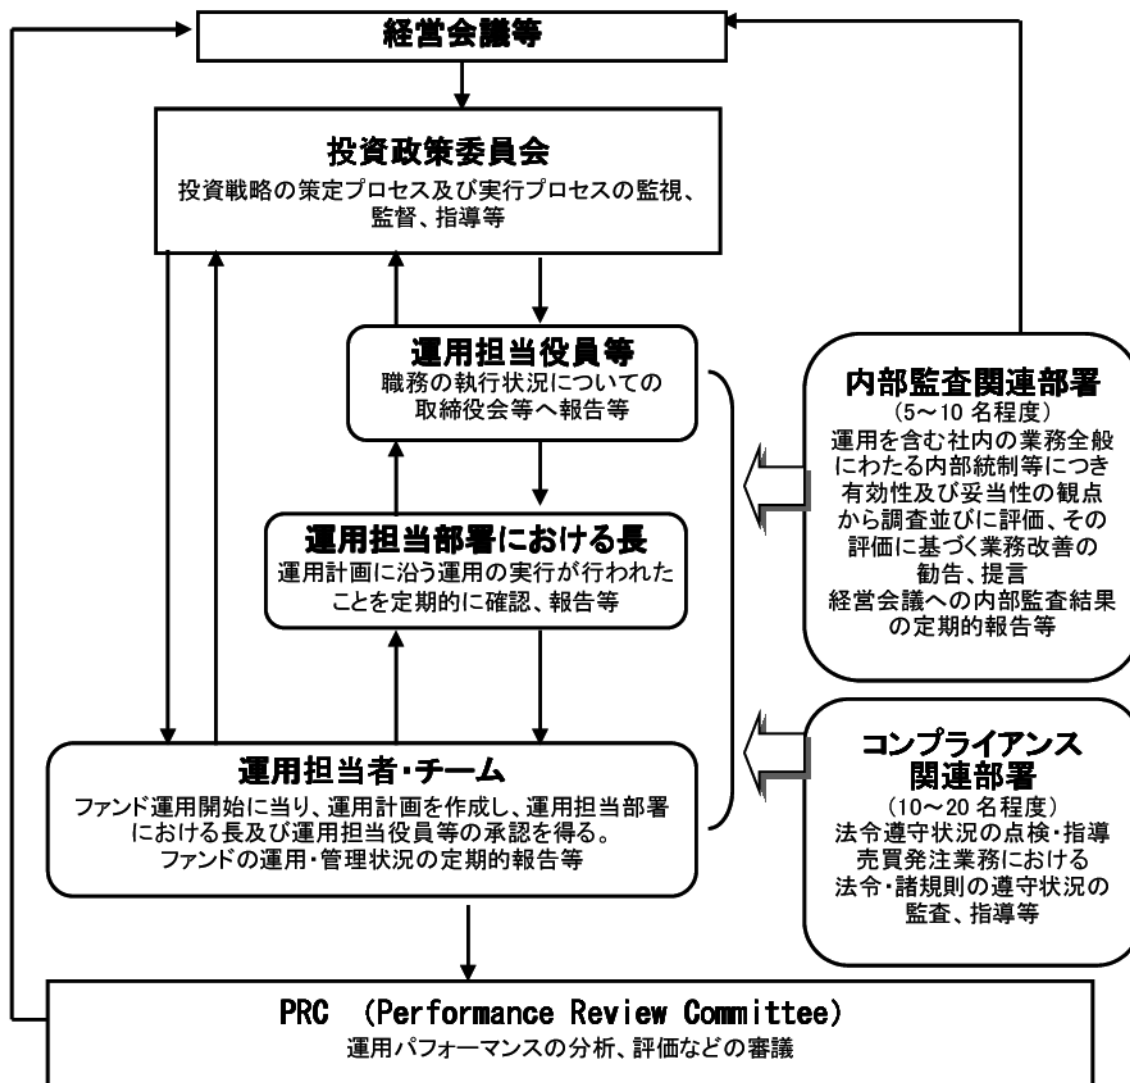 経営会議等
投資政策委員会
投資戦略の策定プロセス及び実行プロセスの監視、
監督、指導等
運用担当役員等
職務の執行状況についての
取締役会等へ報告等
運用担当部署における長
運用計画に沿う運用の実行が行われた
ことを定期的に確認、報告等
運用担当者・チーム
ファンド運用開始に当り、運用計画を作成し、運用担当部署
における長及び運用担当役員等の承認を得る。
ファンドの運用・管理状況の定期的報告等
内部監査関連部署
(5～10 名程度)
運用を含む社内の業務全般
にわたる内部統制等につき
有効性及び妥当性の観点
から調査並びに評価、その
評価に基づく業務改善の
勧告、提言
経営会議への内部監査結果
の定期的報告等
コンプライアンス
関連部署
(10～20 名程度)
法令遵守状況の点検・指導
売買発注業務における
法令・諸規則の遵守状況の
監査、指導等
PRC (Performance Review Committee)
運用パフォーマンスの分析、評価などの審議